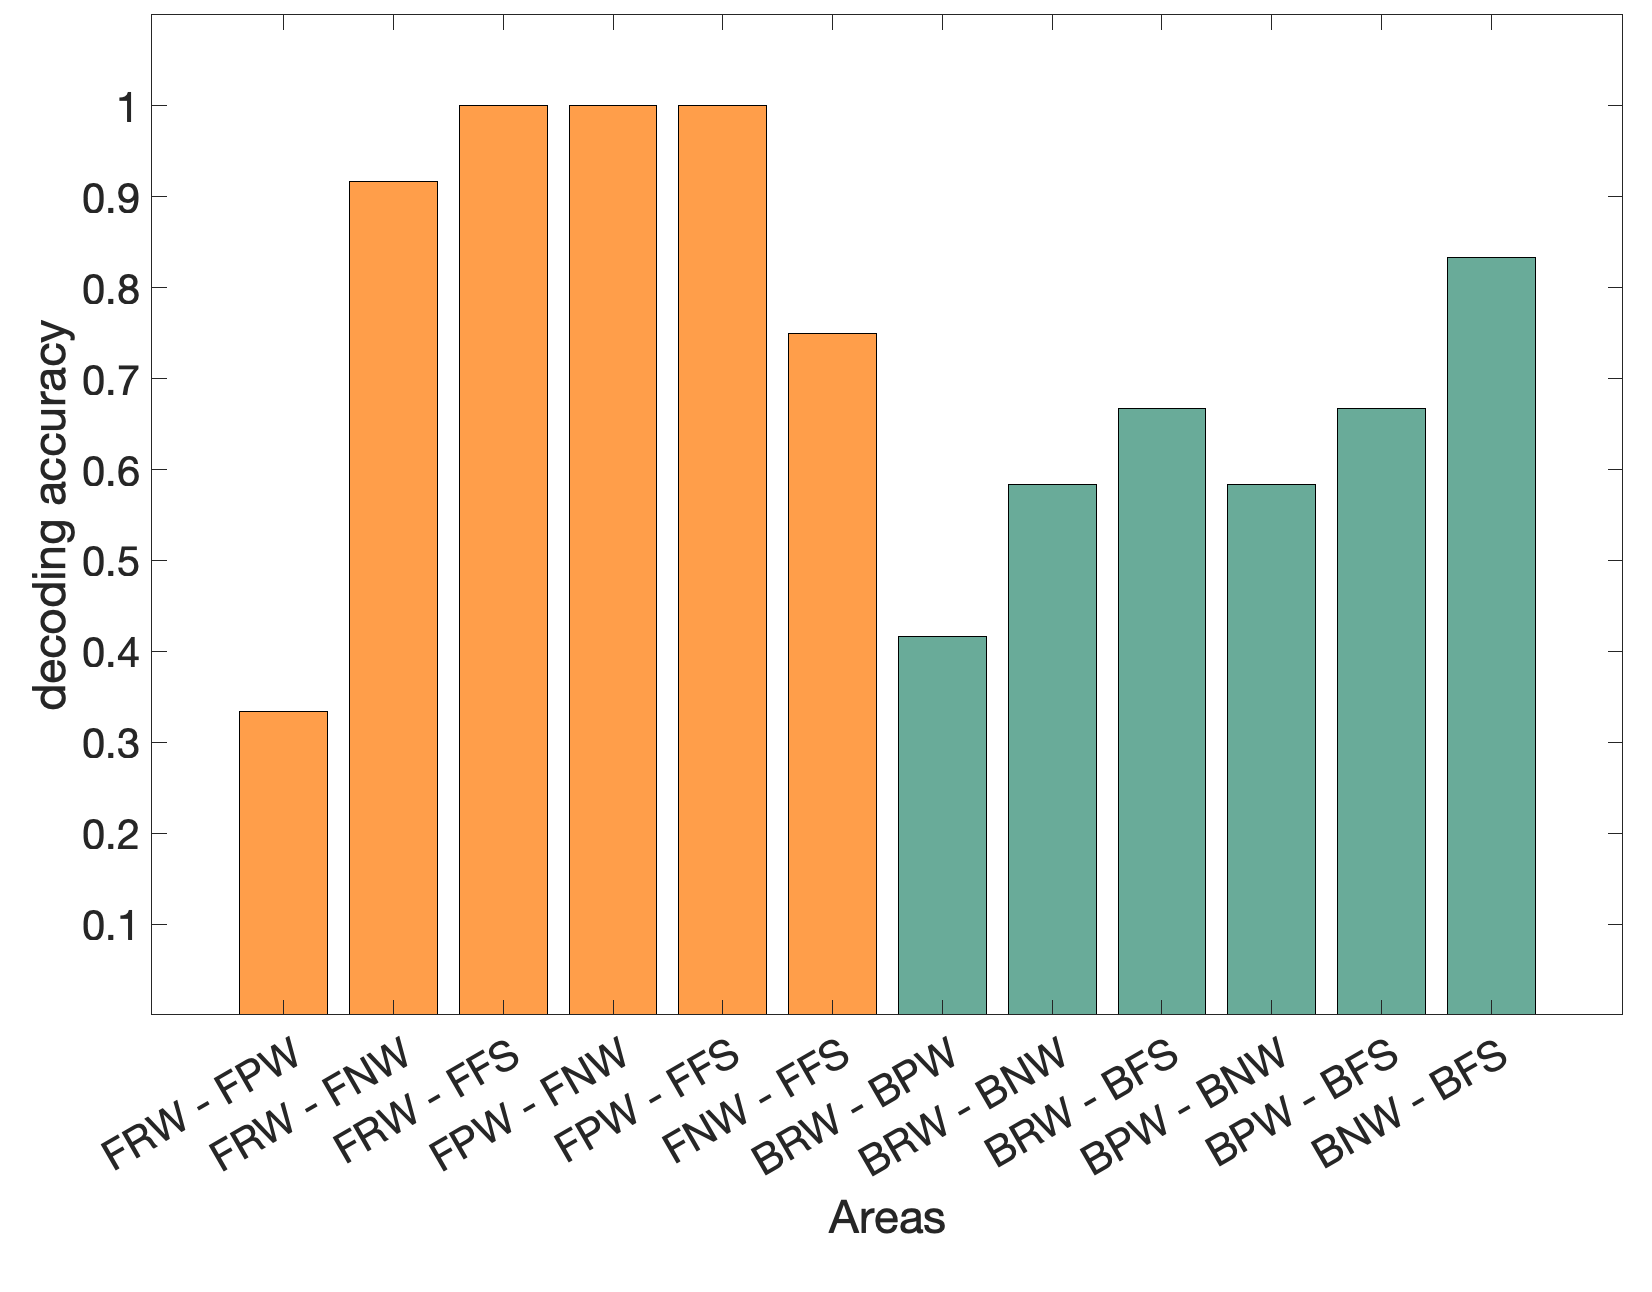 decoding accuracy
1
0.9
0.8
0.7
0.6
0.5
0.4
0.3
0.2
0.1
FRW - FPW
FRW - FNW
FRW - FFS
FPW - FNW
FPW - FFS
FNW - FFS
BRW - BPW
BRW - BNW
BRW - BFS
BPW - BNW
BPW - BFS
BNW - BFS
Areas